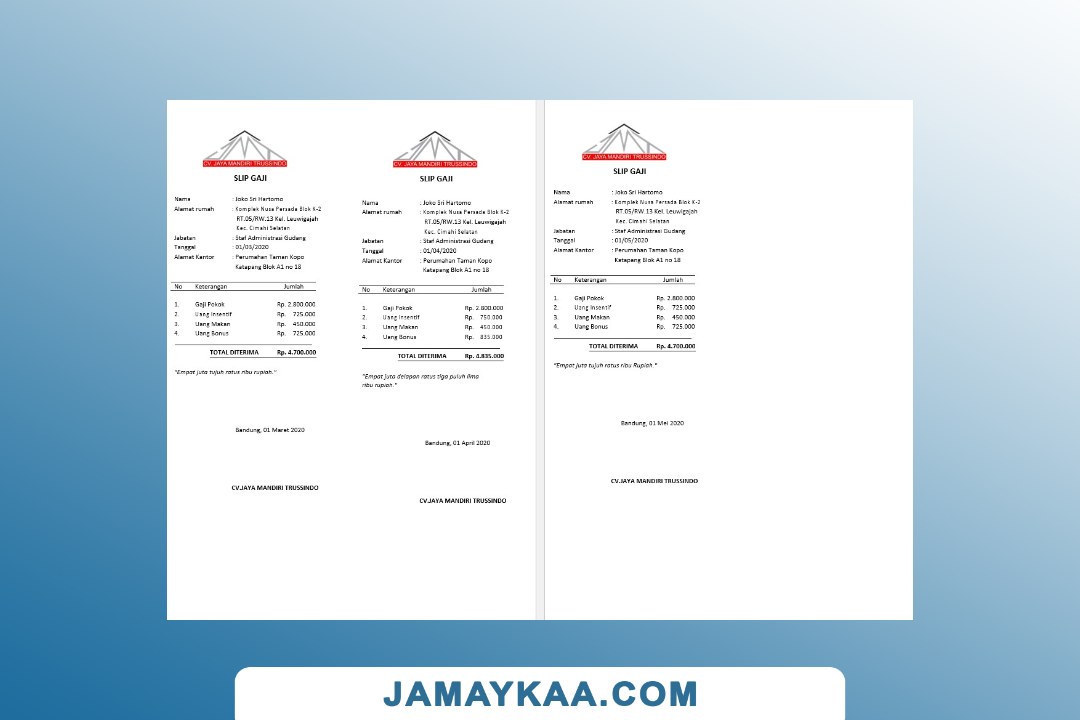 CV. JAYA MANDIRI TRUSSINDO
SLIP GAJI
Nama : Joko Sri Hartomo
Alamat rumah : Komplek Nusa Persada Blok K-2
RT.05/RW.13 Kel. Leuwigajah
Kec. Cimahi Selatan
Jabatan : Staf Administrasi Gudang
Tanggal : 01/03/2020
Alamat Kantor : Perumahan Taman Kopo
Katapang Blok A1 no 18
No Keterangan Jumlah
1. Gaji Pokok Rp. 2.800.000
2. Uang Insentif Rp. 725.000
3. Uang Makan Rp. 450.000
4. Uang Bonus Rp. 725.000
TOTAL DITERIMA Rp. 4.700.000
"Empat juta tujuh ratus ribu rupiah."
Bandung, 01 Maret 2020
CV.JAYA MANDIRI TRUSSINDO
CV. JAYA MANDIRI TRUSSINDO
SLIP GAJI
Nama : Joko Sri Hartomo
Alamat rumah : Komplek Nusa Persada Blok K-2
RT.05/RW.13 Kel. Leuwigajah
Kec. Cimahi Selatan
Jabatan : Staf Administrasi Gudang
Tanggal : 01/04/2020
Alamat Kantor : Perumahan Taman Kopo
Katapang Blok A1 no 18
No Keterangan Jumlah
1. Gaji Pokok Rp. 2.800.000
2. Uang Insentif Rp. 750.000
3. Uang Makan Rp. 450.000
4. Uang Bonus Rp. 835.000
TOTAL DITERIMA Rp. 4.835.000
"Empat juta delapan ratus tiga puluh lima
ribu rupiah."
Bandung, 01 April 2020
CV.JAYA MANDIRI TRUSSINDO
CV. JAYA MANDIRI TRUSSINDO
SLIP GAJI
Nama : Joko Sri Hartomo
Alamat rumah : Komplek Nusa Persada Blok K-2
RT.05/RW.13 Kel. Leuwigajah
Kec. Cimahi Selatan
Jabatan : Staf Administrasi Gudang
Tanggal : 01/05/2020
Alamat Kantor : Perumahan Taman Kopo
Katapang Blok A1 no 18
No Keterangan Jumlah
1. Gaji Pokok Rp. 2.800.000
2. Uang Insentif Rp. 725.000
3. Uang Makan Rp. 450.000
4. Uang Bonus Rp. 725.000
TOTAL DITERIMA Rp. 4.700.000
"Empat juta tujuh ratus ribu Rupiah."
Bandung, 01 Mei 2020
CV.JAYA MANDIRI TRUSSINDO
JAMAYKAA.COM